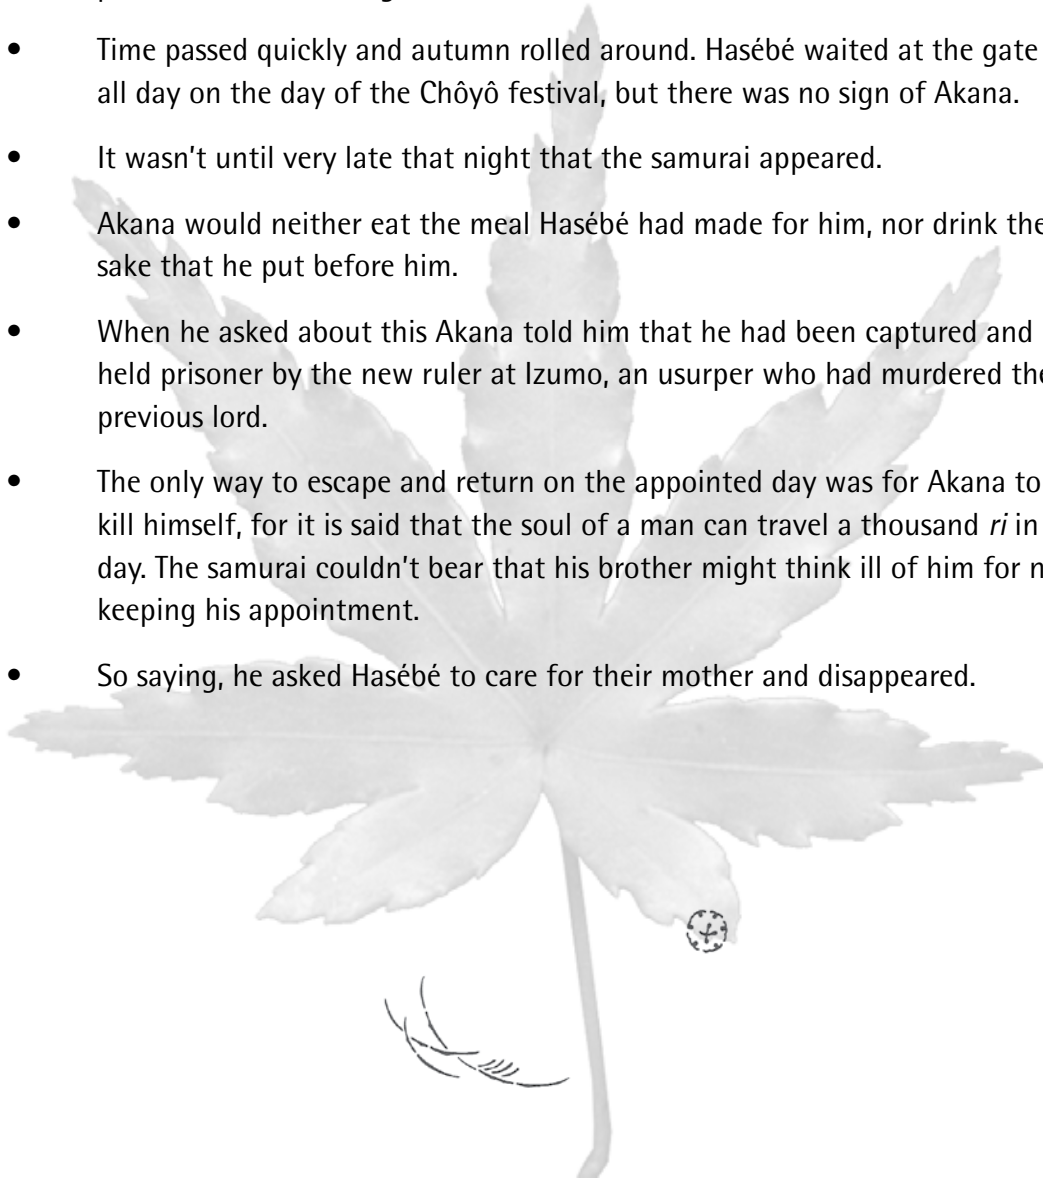 • Time passed quickly and autumn rolled around. Hasébé waited at the gate
all day on the day of the Chôyô festival, but there was no sign of Akana.
• It wasn't until very late that night that the samurai appeared.
• Akana would neither eat the meal Hasébé had made for him, nor drink the
sake that he put before him.
• When he asked about this Akana told him that he had been captured and
held prisoner by the new ruler at Izumo, an usurper who had murdered the
previous lord.
• The only way to escape and return on the appointed day was for Akana to
kill himself, for it is said that the soul of a man can travel a thousand ri in
day. The samurai couldn't bear that his brother might think ill of him for
keeping his appointment.
• So saying, he asked Hasébé to care for their mother and disappeared.